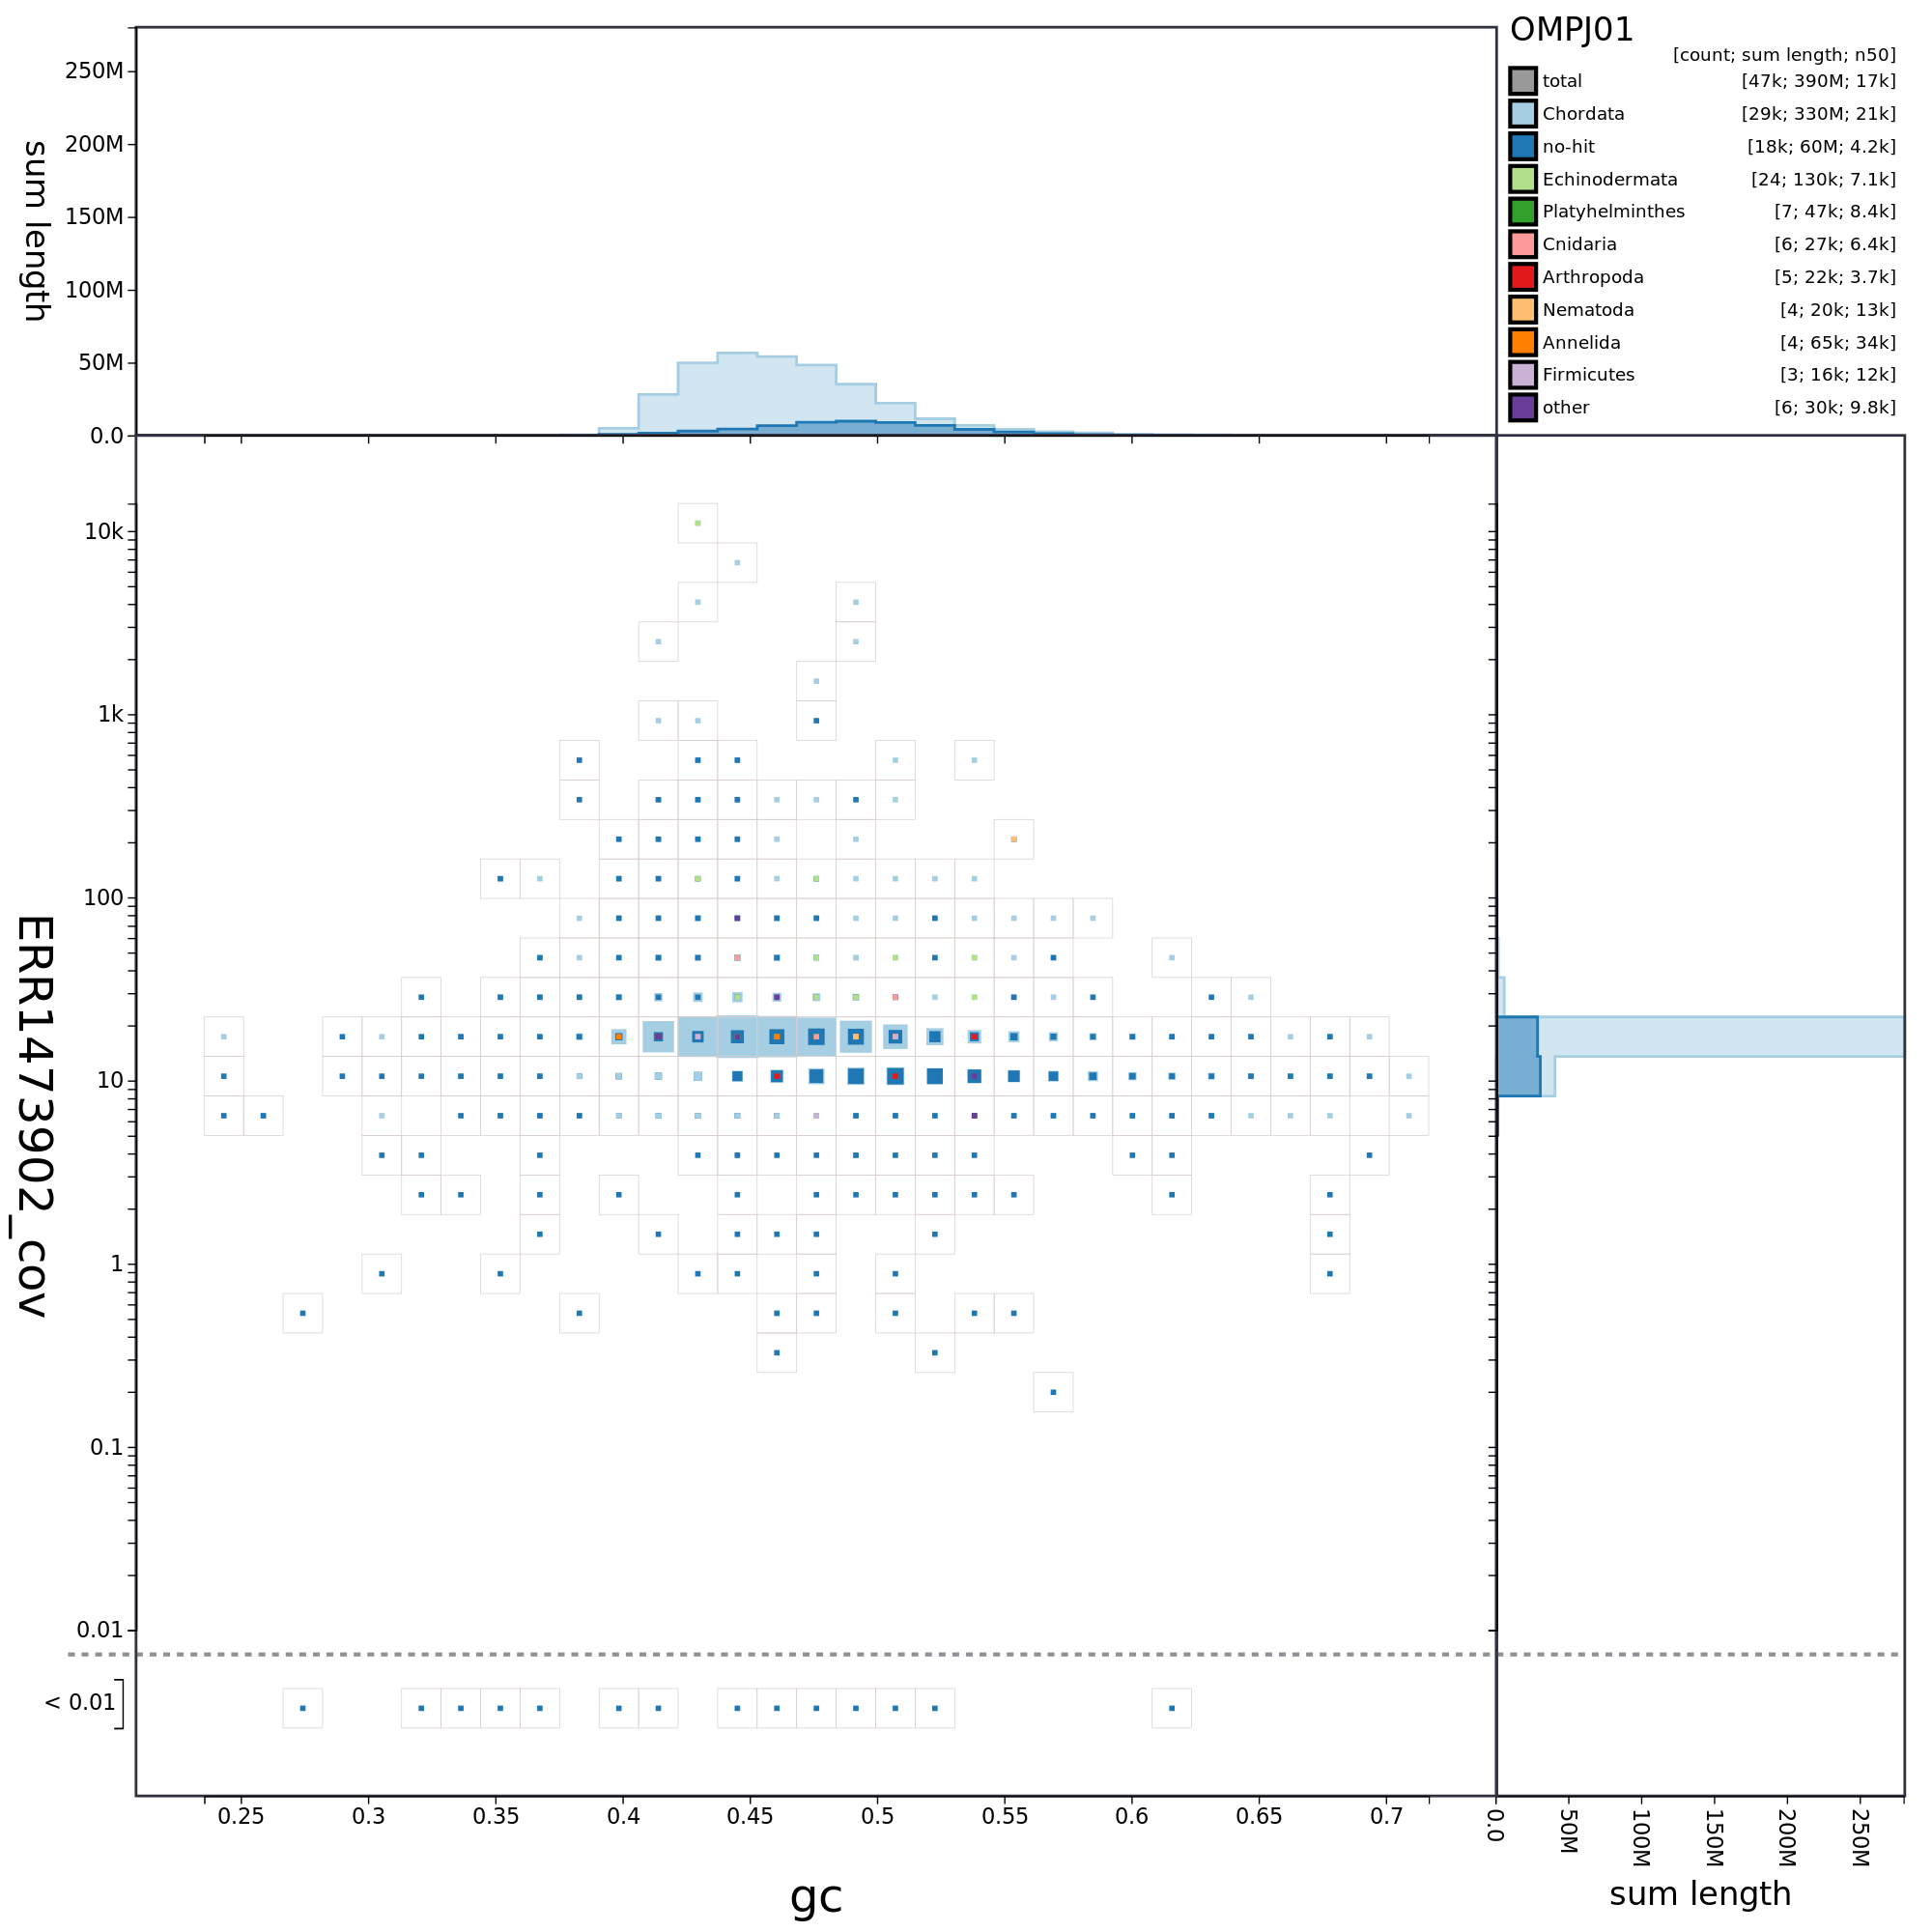 OMPJ01
[count; sum length; n50]
total [47k; 390M; 17k]
Chordata [29k; 330M; 21k]
no-hit [18k; 60M; 4.2k]
Echinodermata [24; 130k; 7.1k]
Platyhelminthes [7; 47k; 8.4k]
Cnidaria [6; 27k; 6.4k]
Arthropoda [5; 22k; 3.7k]
Nematoda [4; 20k; 13k]
Annelida [4; 65k; 34k]
Firmicutes [3; 16k; 12k]
other [6; 30k; 9.8k]
sum length
250M
200M
150M
100M
50M
0.0
ERR1473902_cov
10k
1k
100
10
1
0.1
0.01
< 0.01
0.25 0.3 0.35 0.4 0.45 0.5 0.55 0.6 0.65 0.7
gc
0.0 50M 100M 150M 200M 250M
sum length